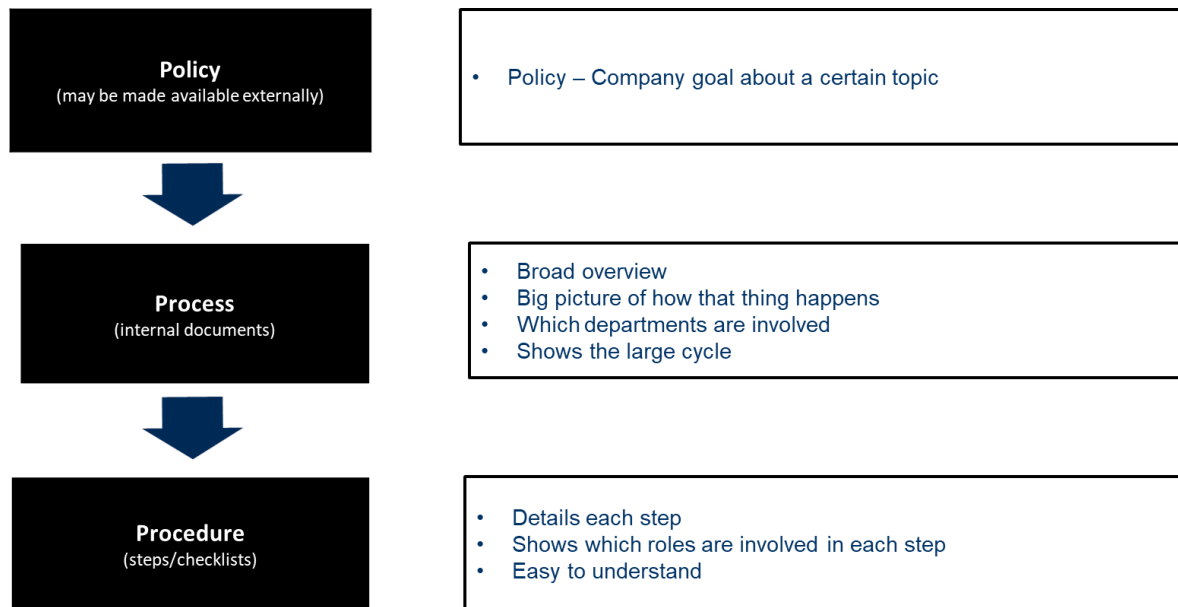 Policy
(may be made available externally)
• Policy – Company goal about a certain topic
Process
(internal documents)
• Broad overview
• Big picture of how that thing happens
• Which departments are involved
• Shows the large cycle
Procedure
(steps/checklists)
• Details each step
• Shows which roles are involved in each step
• Easy to understand